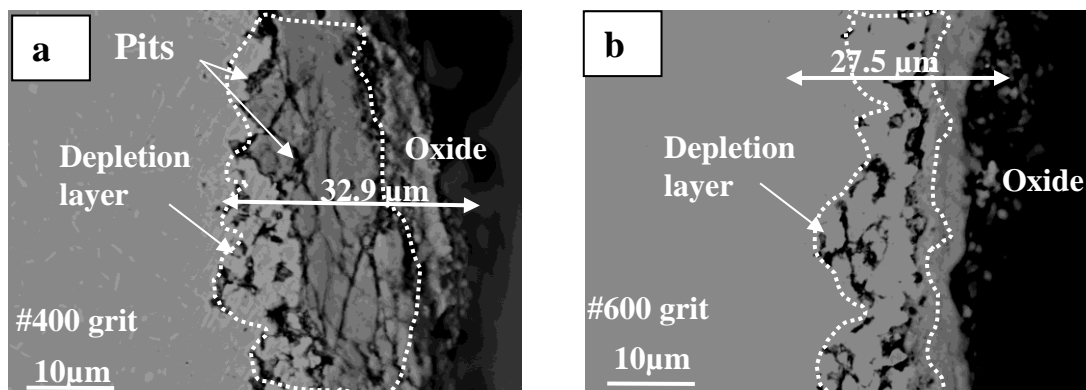 a
Pits
Depletion
layer
Oxide
32.9 µm
#400 grit
10µm
b
27.5 µm
Depletion
layer
Oxide
#600 grit
10µm